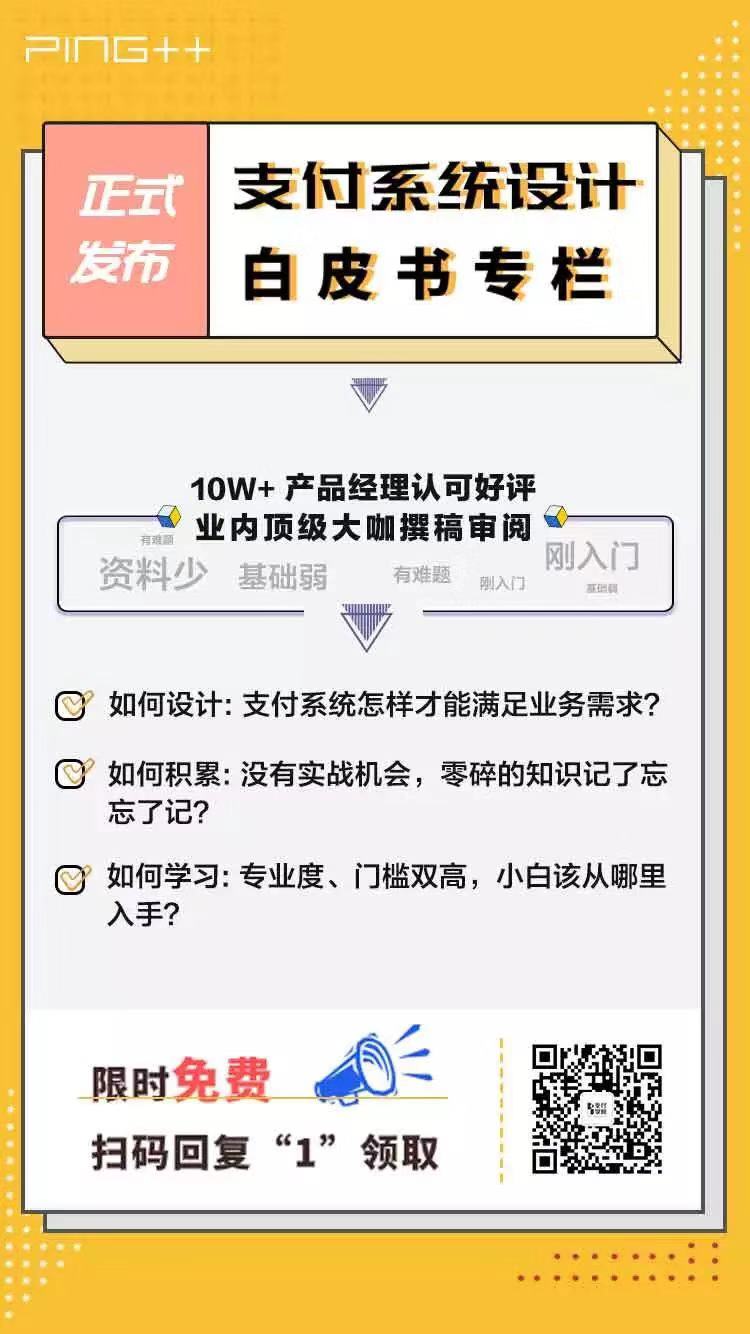 PING++
正式
发布
支付系统设计
白皮书专栏
10W+ 产品经理认可好评
业内顶级大咖撰稿审阅
有难题
资料少
基础弱
有难题
刚入门
刚入门
基础弱
如何设计: 支付系统怎样才能满足业务需求?
如何积累: 没有实战机会，零碎的知识记了忘
忘了记?
如何学习: 专业度、门槛双高，小白该从哪里
入手?
限时免费
扫码回复“1”领取
支付
学院